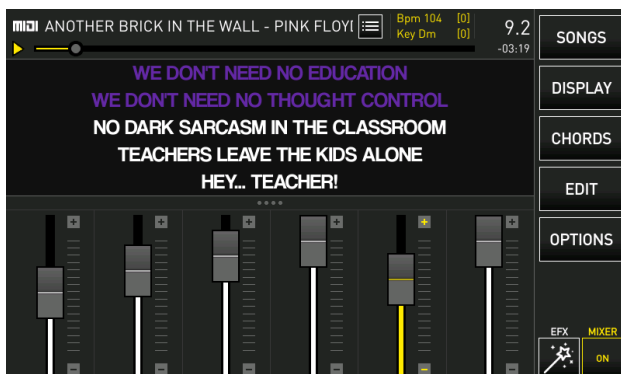 MIDI ANOTHER BRICK IN THE WALL - PINK FLOY
Bpm 104 [0]
Key Dm [0]
9.2
-03:19
WE DON'T NEED NO EDUCATION
WE DON'T NEED NO THOUGHT CONTROL
NO DARK SARCASM IN THE CLASSROOM
TEACHERS LEAVE THE KIDS ALONE
HEY... TEACHER!
SONGS
DISPLAY
CHORDS
EDIT
OPTIONS
EFX MIXER
ON